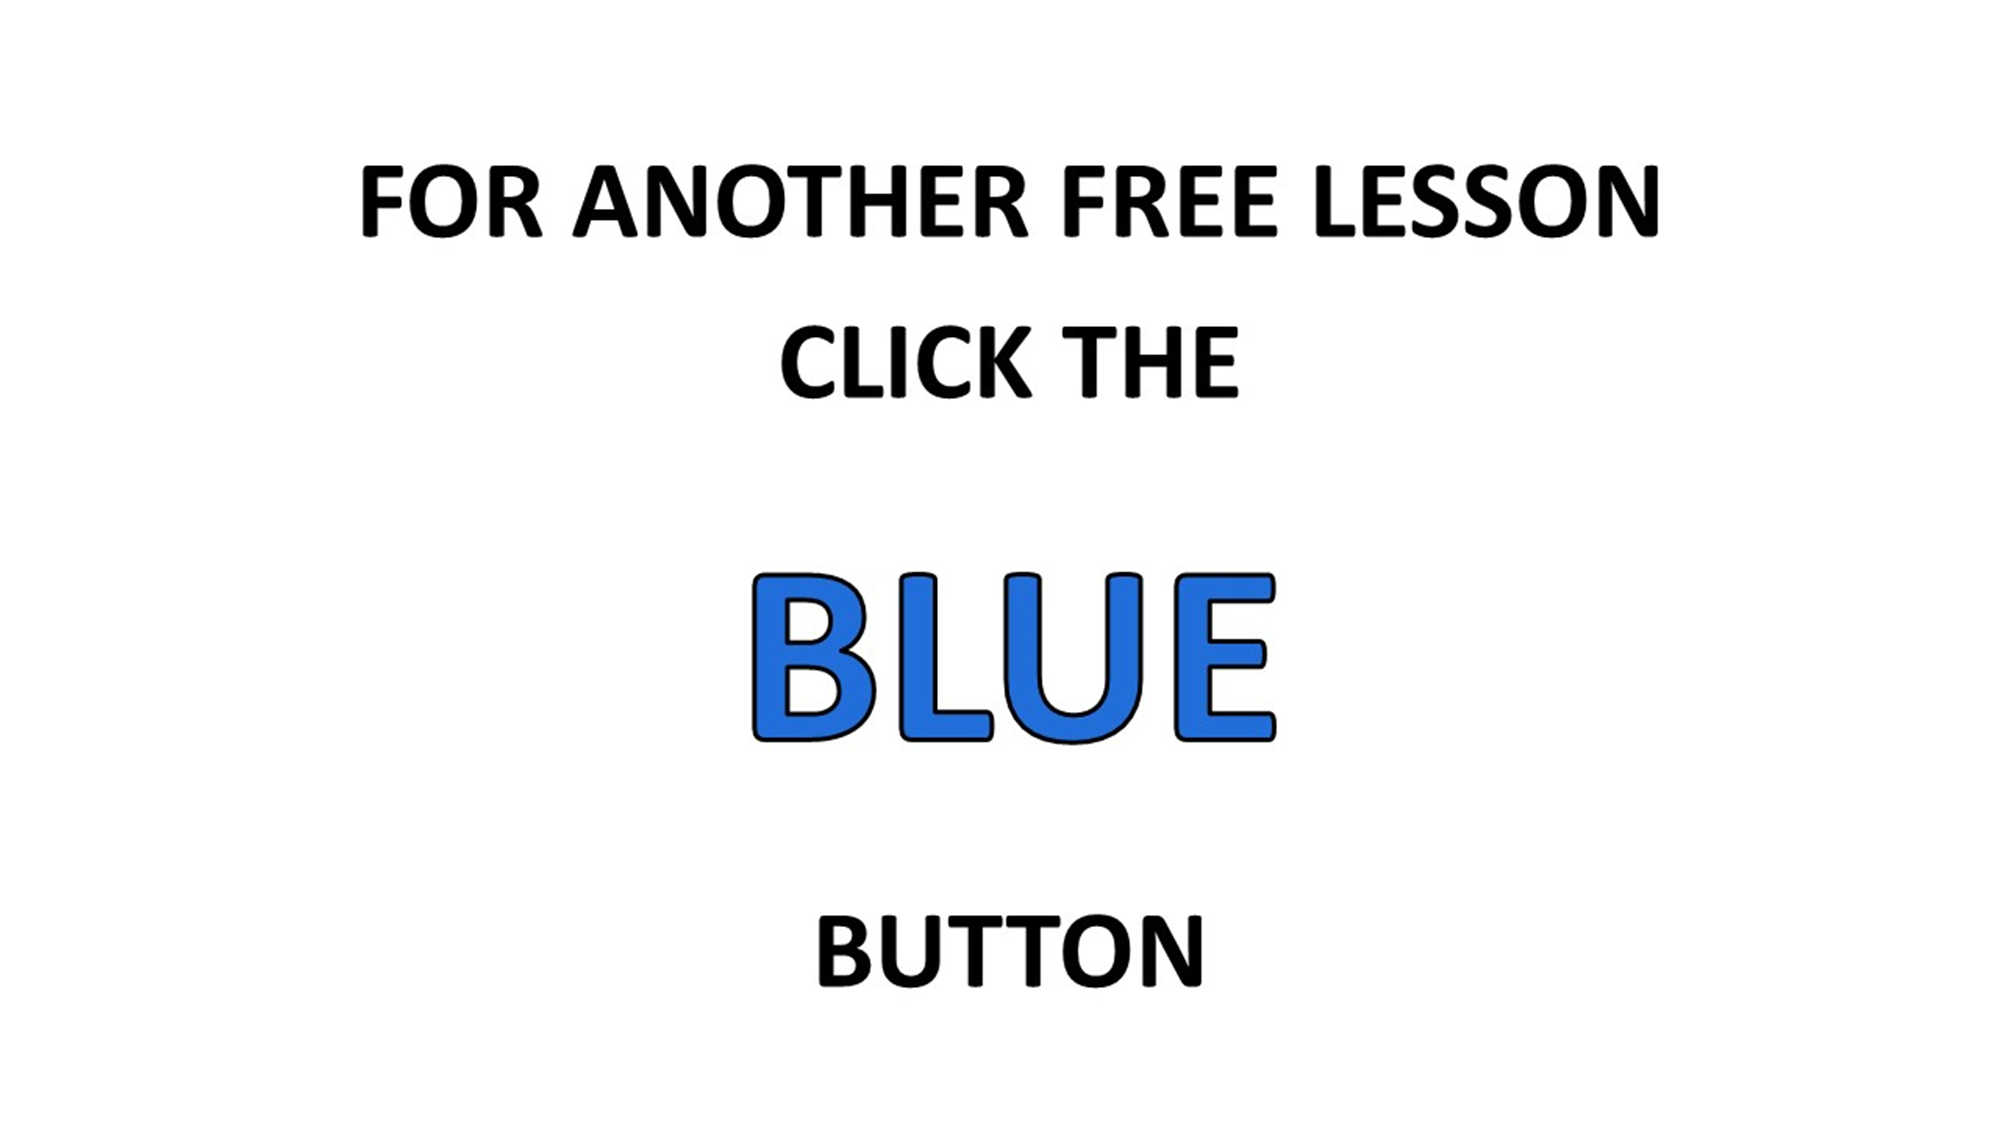 FOR ANOTHER FREE LESSON
CLICK THE
BLUE
BUTTON